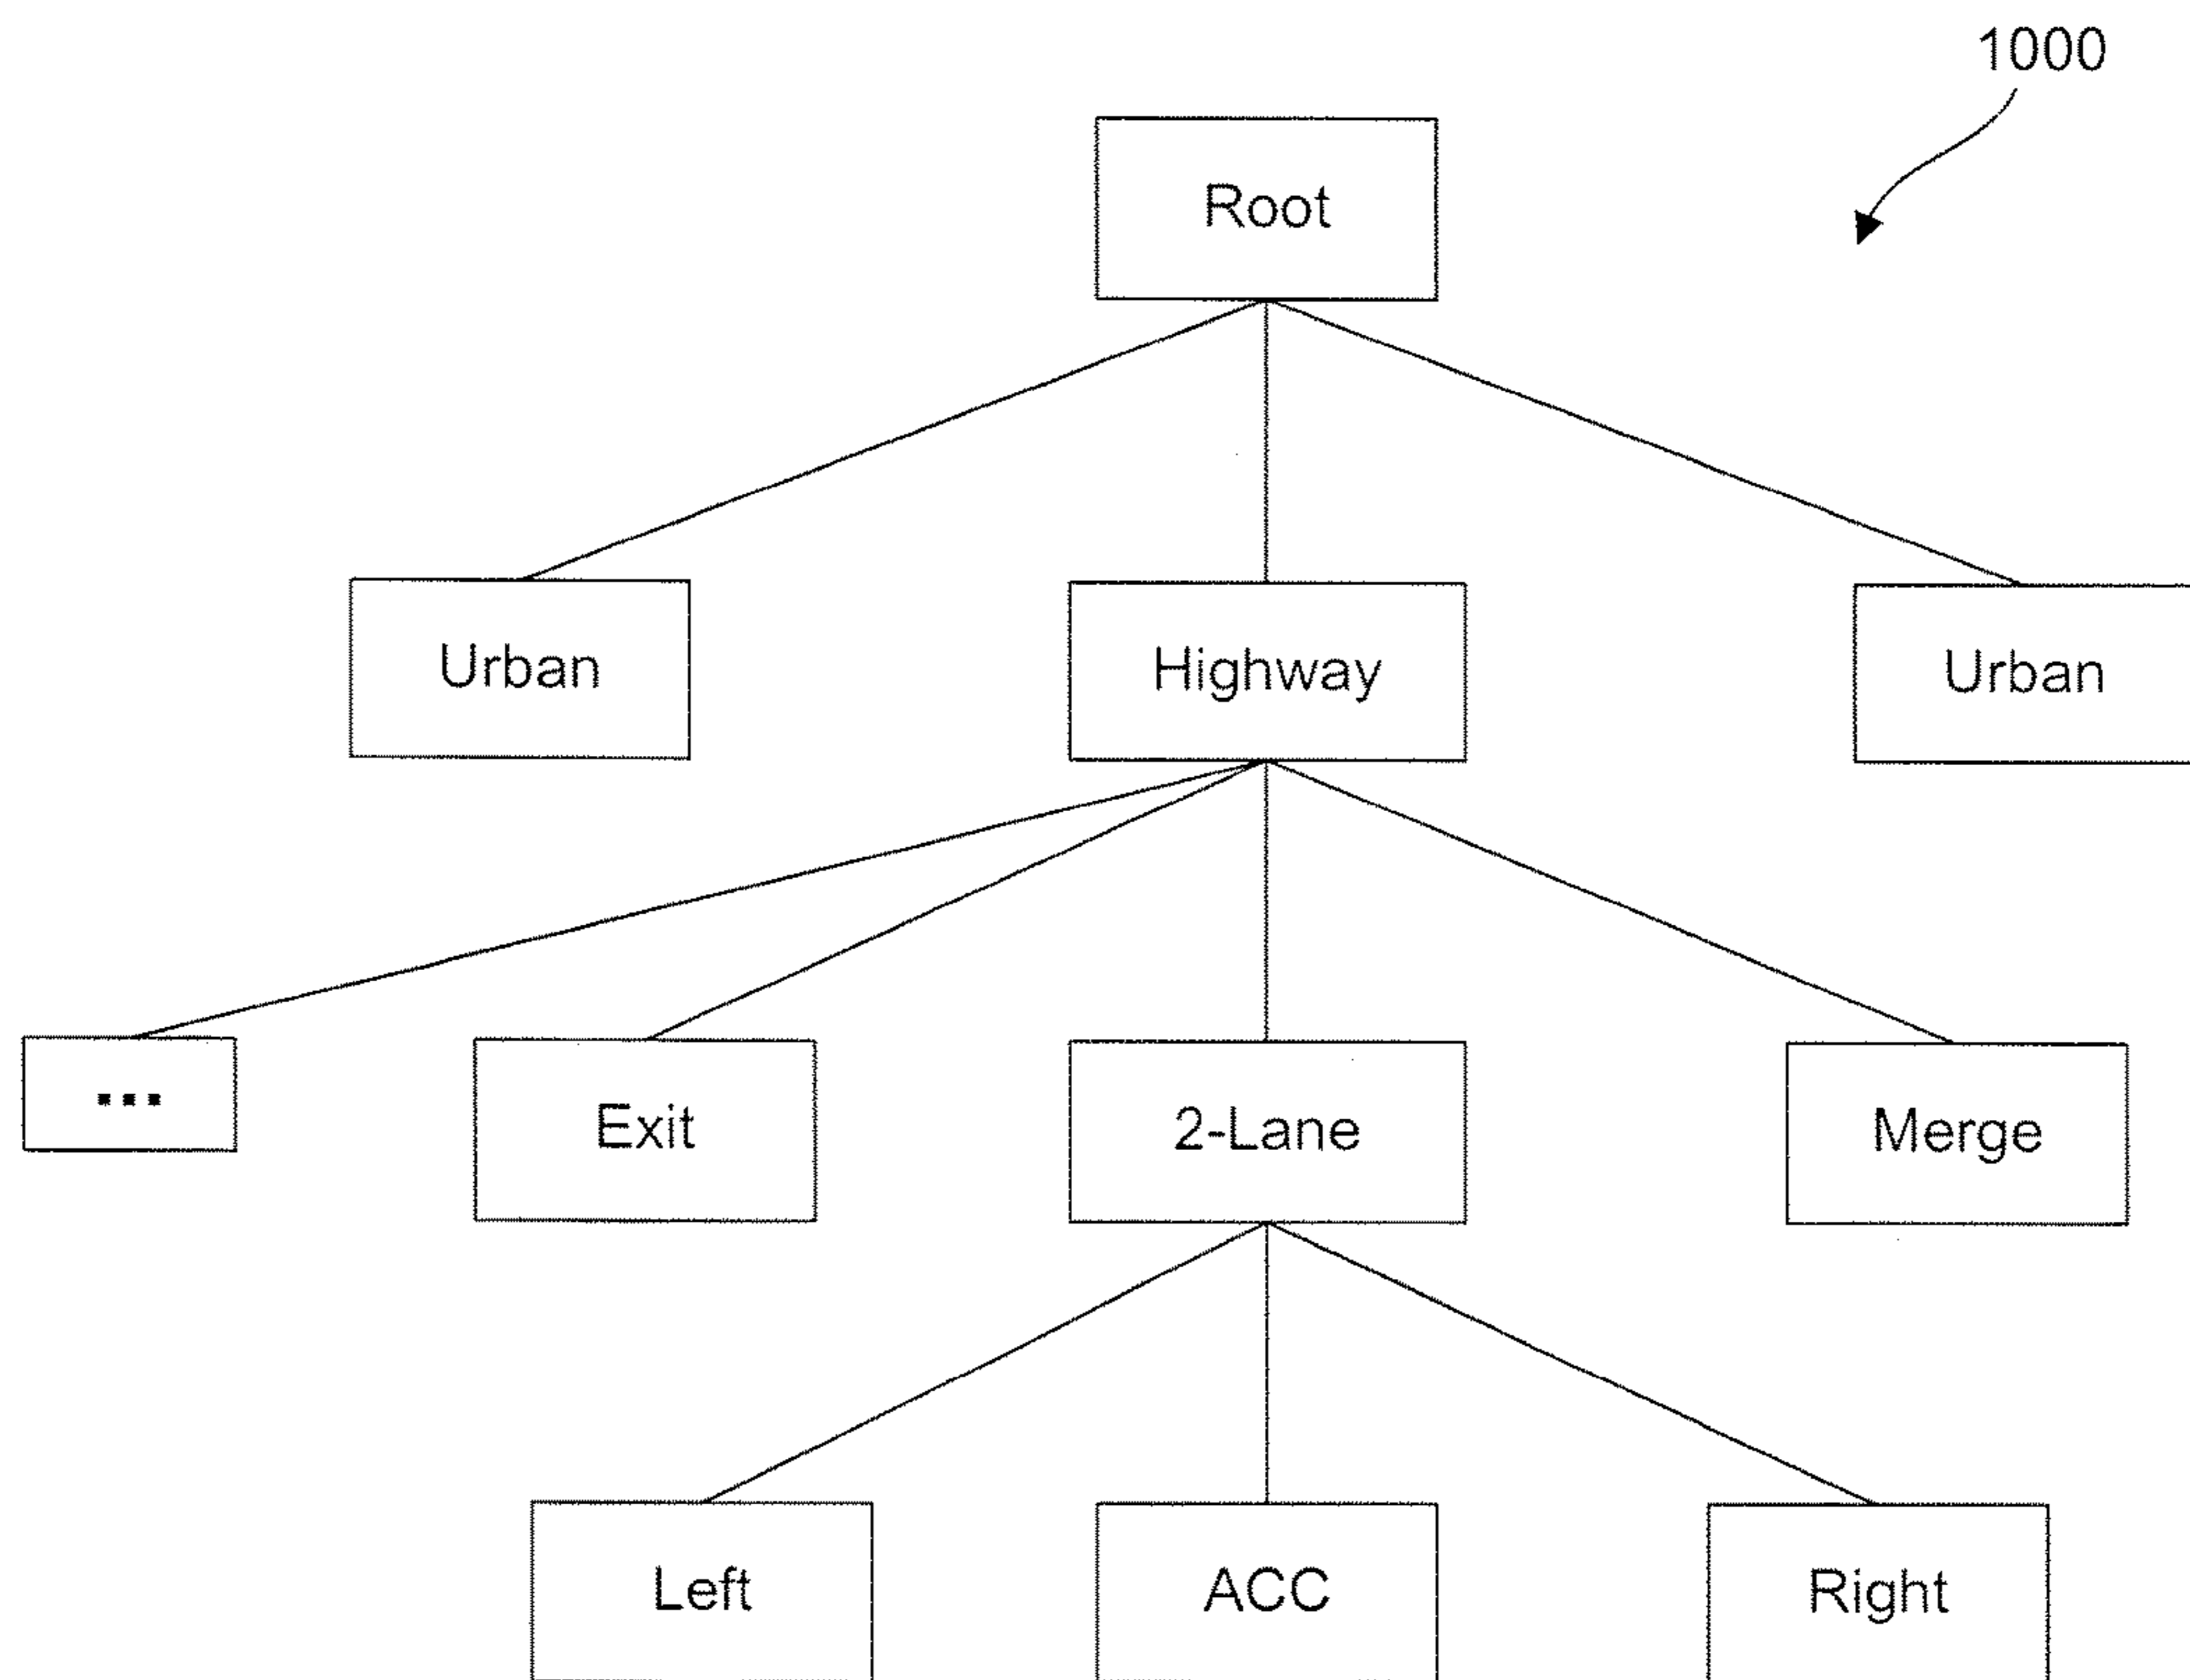 1000
Root
Urban
Highway
Urban
...
Exit
2-Lane
Merge
Left
ACC
Right